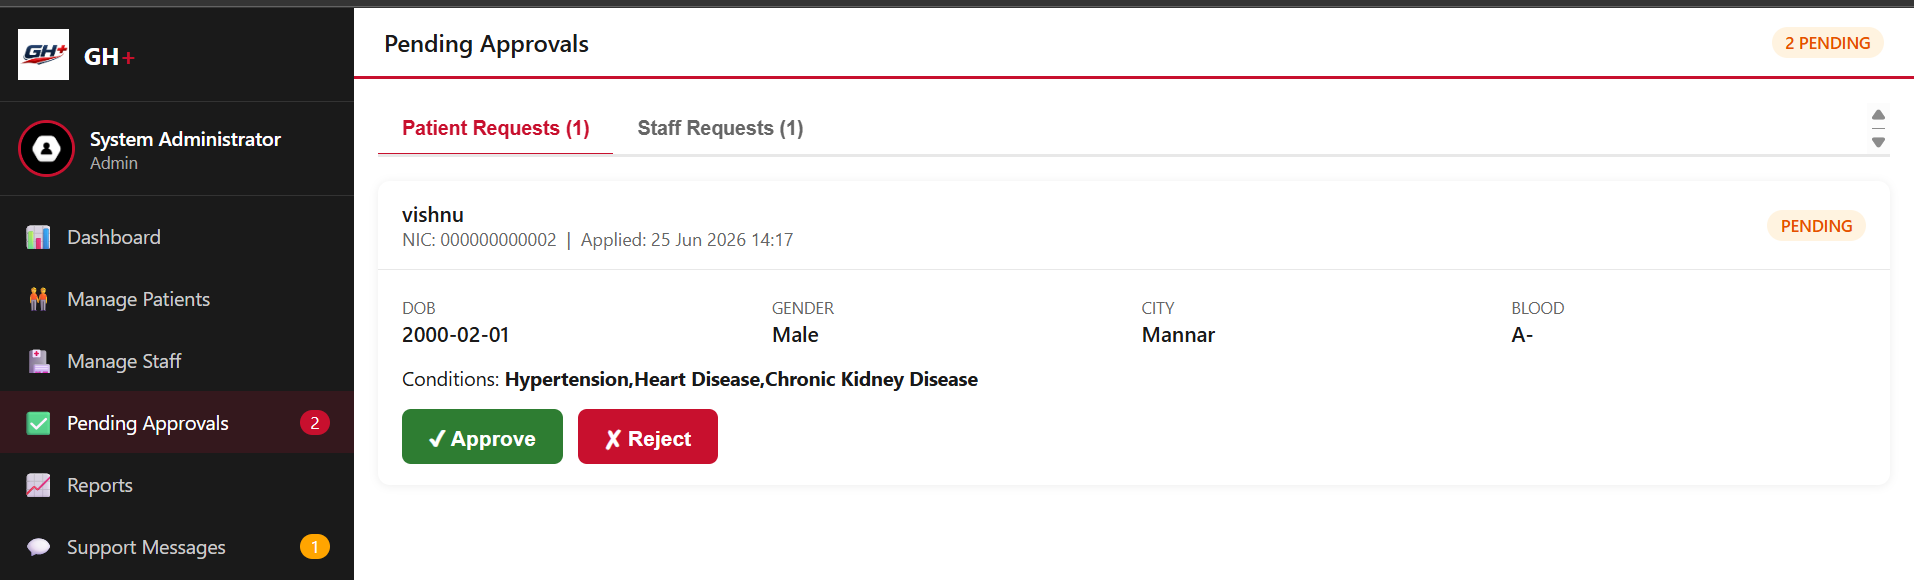 GH+
GH+
System Administrator
Admin
Dashboard
Manage Patients
Manage Staff
Pending Approvals 2
Reports
Support Messages 1
Pending Approvals
2 PENDING
Patient Requests (1) Staff Requests (1)
vishnu
NIC: 000000000002 | Applied: 25 Jun 2026 14:17
PENDING
DOB GENDER CITY BLOOD
2000-02-01 Male Mannar A-
Conditions: Hypertension,Heart Disease,Chronic Kidney Disease
✓ Approve ✗ Reject